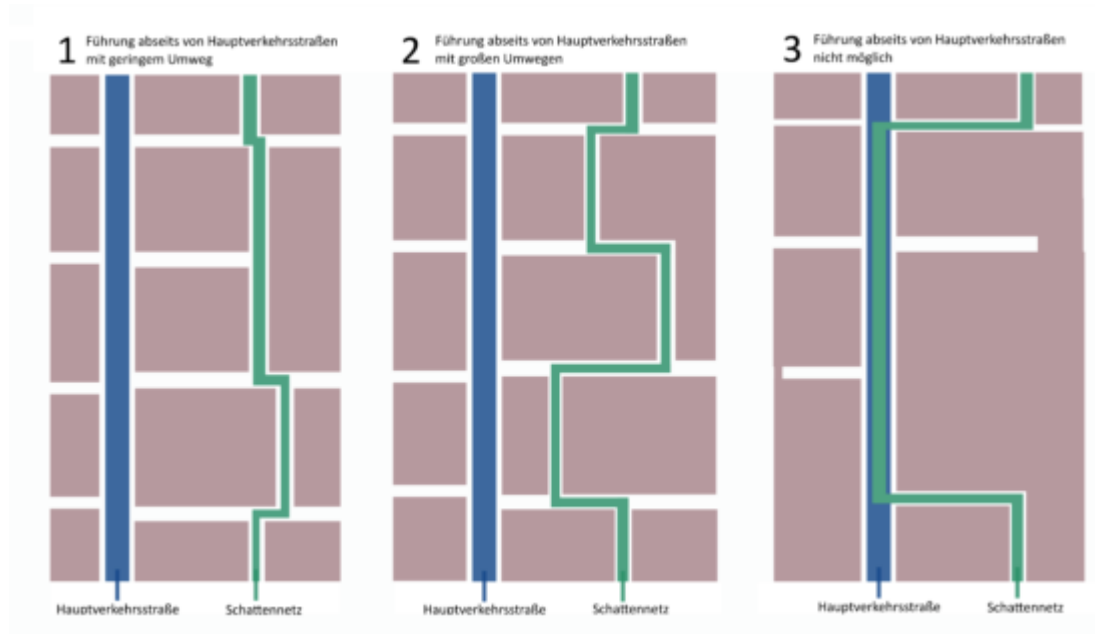 1 Führung abseits von Hauptverkehrsstraßen
mit geringem Umweg
2 Führung abseits von Hauptverkehrsstraßen
mit großen Umwegen
3 Führung abseits von Hauptverkehrsstraßen
nicht möglich
Hauptverkehrsstraße
Schattennetz
Hauptverkehrsstraße
Schattennetz
Hauptverkehrsstraße
Schattennetz